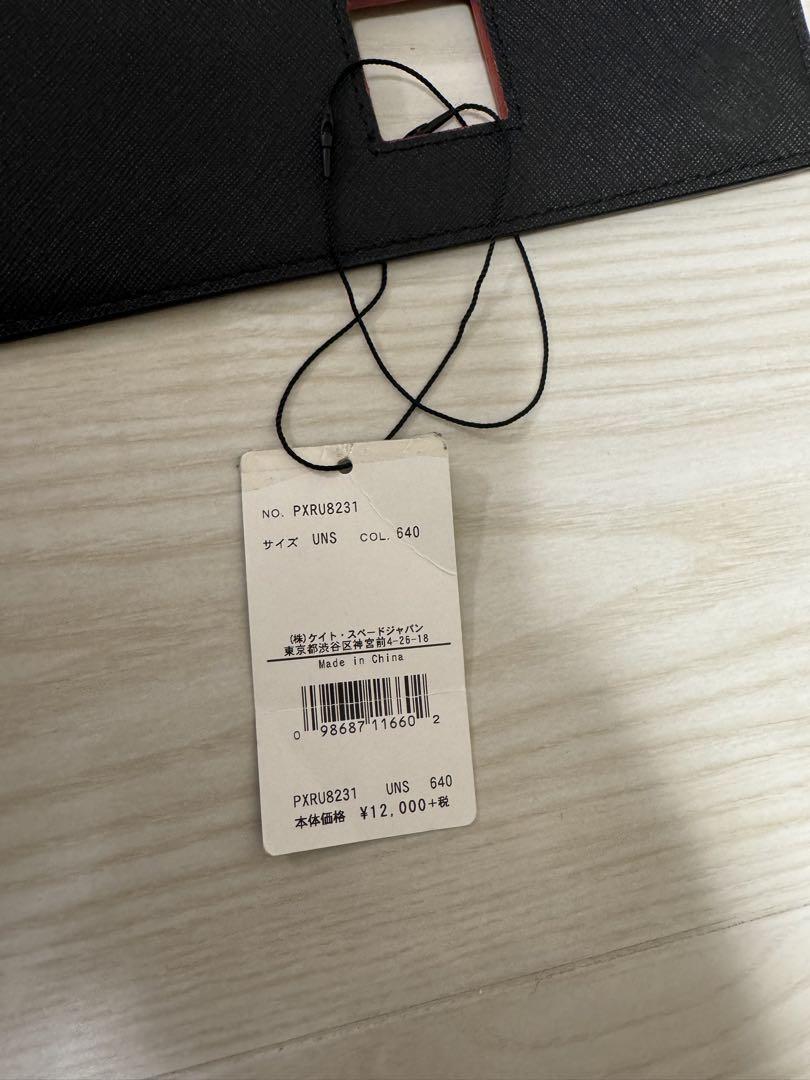 NO. PXRU8231
サイズ UNS COL. 640
(株)ケイト・スペードジャパン
東京都渋谷区神宮前4-26-18
Made in China
0 98687 11660 2
PXRU8231 UNS 640
本体価格 ¥12,000+税